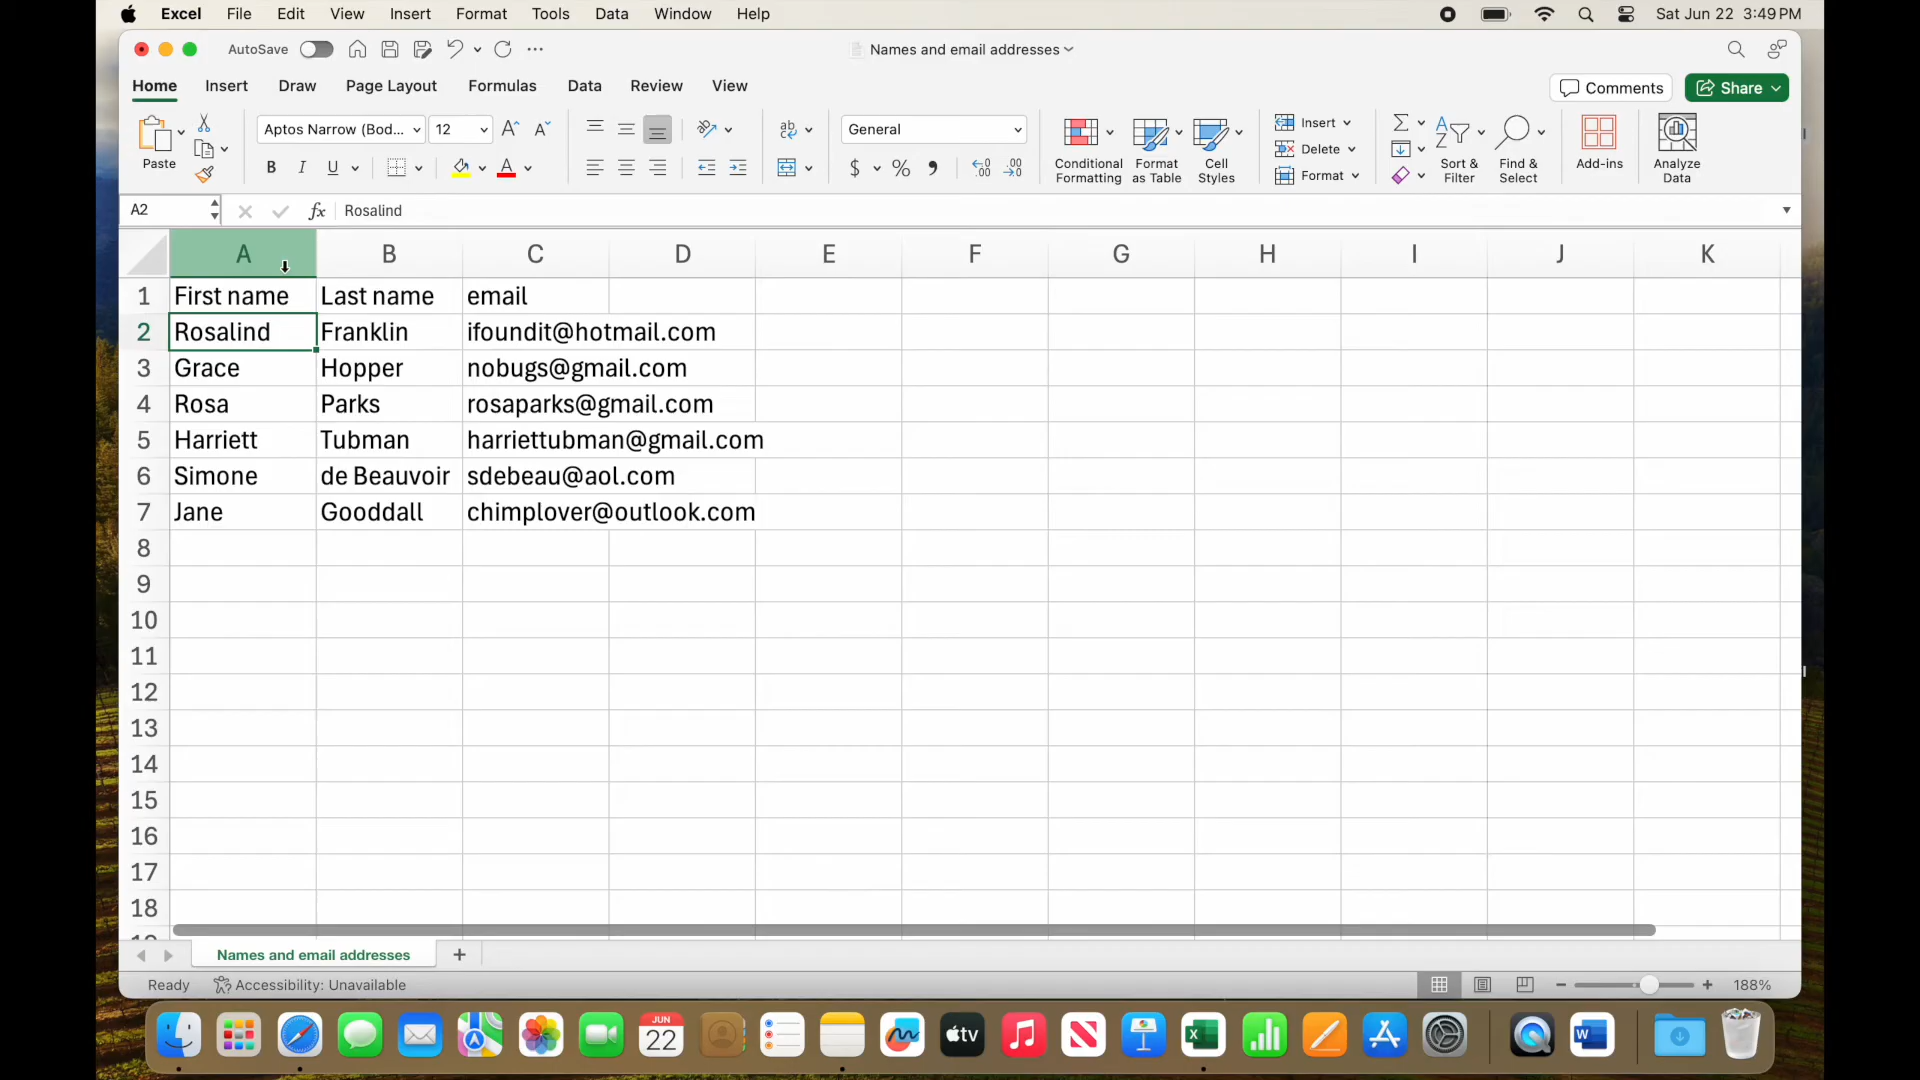 Excel File Edit View Insert Format Tools Data Window Help Sat Jun 22 3:49 PM
AutoSave Names and email addresses
Home Insert Draw Page Layout Formulas Data Review View Comments Share
Paste Aptos Narrow (Bod... 12 General Conditional Formatting Format as Table Cell Styles Insert Delete Format Sort & Filter Find & Select Add-ins Analyze Data
B I U A $ % ab
A2 fx Rosalind
A B C D E F G H I J K
1 First name Last name email
2 Rosalind Franklin ifoundit@hotmail.com
3 Grace Hopper nobugs@gmail.com
4 Rosa Parks rosaparks@gmail.com
5 Harriett Tubman harriettubman@gmail.com
6 Simone de Beauvoir sdebeau@aol.com
7 Jane Gooddall chimplover@outlook.com
8
9
10
11
12
13
14
15
16
17
18
Names and email addresses +
Ready Accessibility: Unavailable 188%
JUN 22 tv